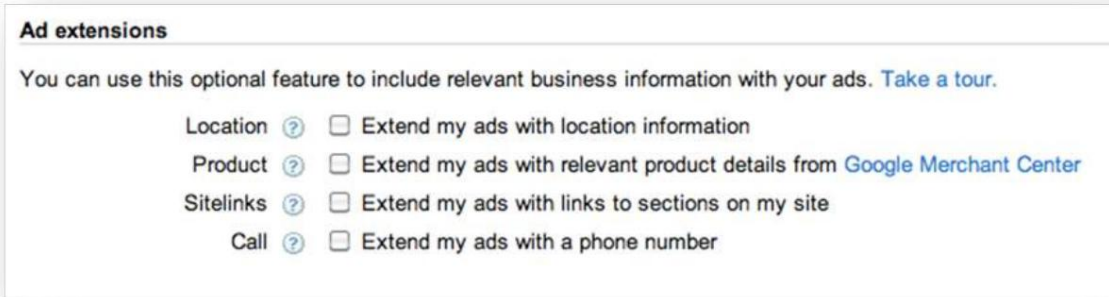 Ad extensions
You can use this optional feature to include relevant business information with your ads. Take a tour.
Location ? Extend my ads with location information
Product ? Extend my ads with relevant product details from Google Merchant Center
Sitelinks ? Extend my ads with links to sections on my site
Call ? Extend my ads with a phone number